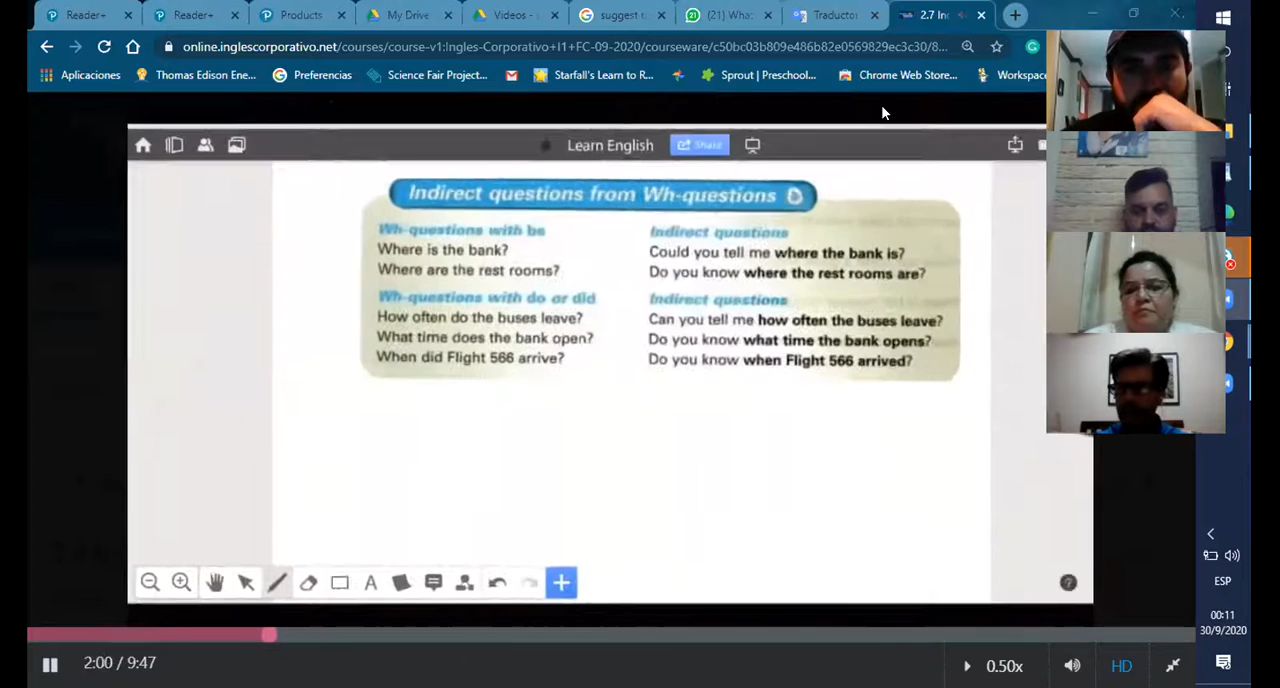 Reader+
Reader+
Products
My Drive
Videos -
suggest
(21) Wha
Traductor
2.7 In
online.inglescorporativo.net/courses/course-v1:Ingles-Corporativo+I1+FC-09-2020/courseware/c50bc03b809e486b82e0569829ec3c30/8...
Aplicaciones
Thomas Edison Ene...
Preferencias
Science Fair Project...
Starfall's Learn to R...
Sprout | Preschool...
Chrome Web Store...
Workspace
Learn English
Share
Indirect questions from Wh-questions
Wh-questions with be
Where is the bank?
Where are the rest rooms?
Wh-questions with do or did
How often do the buses leave?
What time does the bank open?
When did Flight 566 arrive?
Indirect questions
Could you tell me where the bank is?
Do you know where the rest rooms are?
Indirect questions
Can you tell me how often the buses leave?
Do you know what time the bank opens?
Do you know when Flight 566 arrived?
A
?
2:00 / 9:47
0.50x
HD
ESP
00:11
30/9/2020